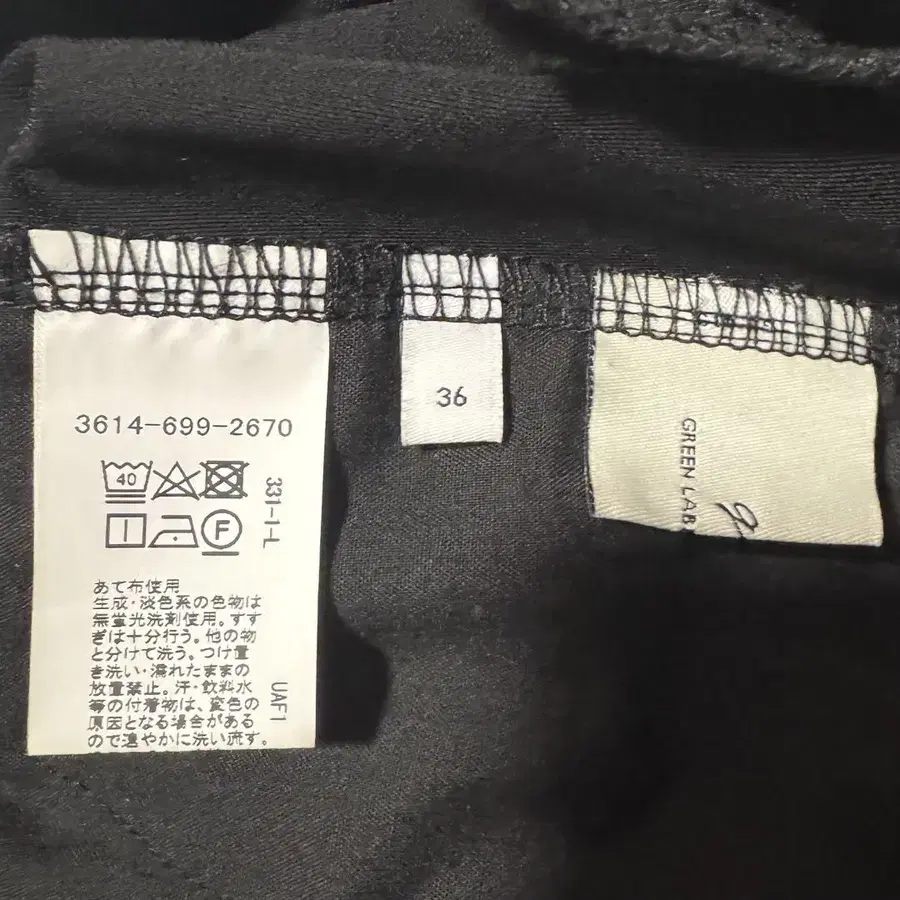 3614-699-2670
40
F
331-1-L
あて布使用
生成・淡色系の色物は
無蛍光洗剤使用。すす
ぎは十分行う。他の物
と分けて洗う。つけ置
き洗い・濡れたままの
放置禁止。汗・飲料水
等の付着物は、変色の
原因となる場合がある
ので速やかに洗い流す。
UAF1
36
GREEN LAB